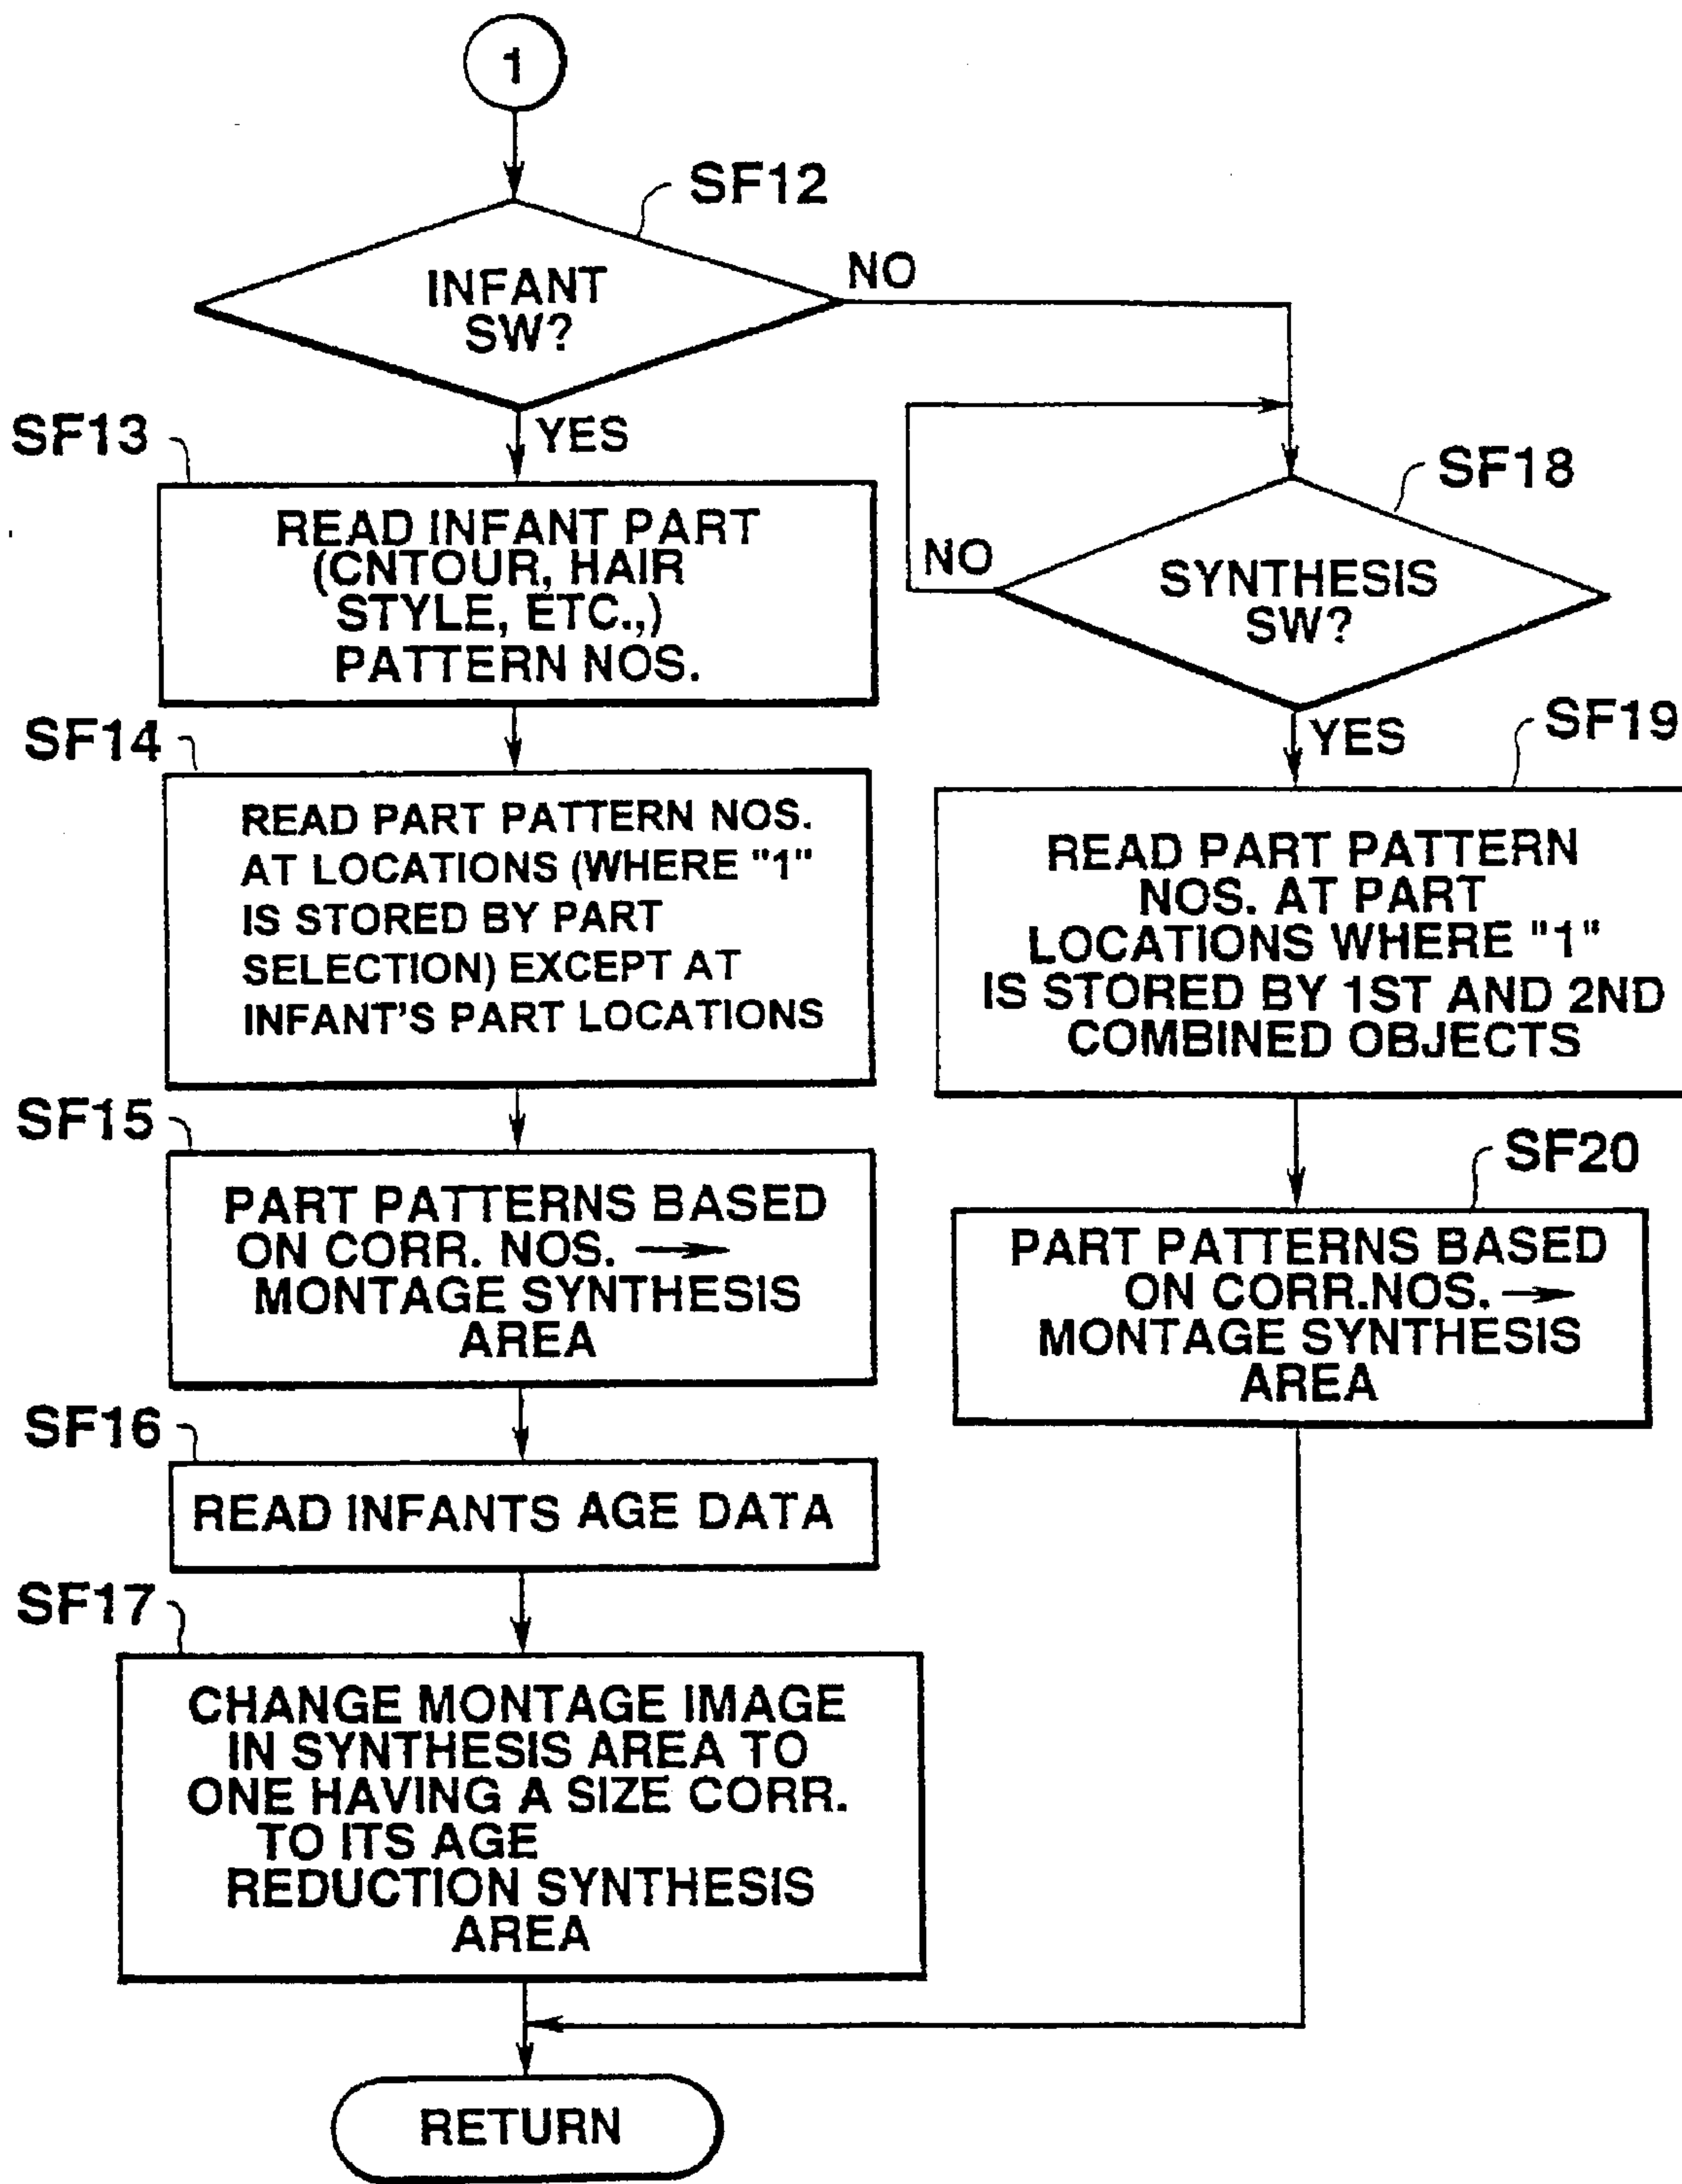 1
SF12
INFANT
SW?
NO
YES
SF13
READ INFANT PART
(CNTOUR, HAIR
STYLE, ETC.,)
PATTERN NOS.
SF14
READ PART PATTERN NOS.
AT LOCATIONS (WHERE "1"
IS STORED BY PART
SELECTION) EXCEPT AT
INFANT'S PART LOCATIONS
SF15
PART PATTERNS BASED
ON CORR. NOS. →
MONTAGE SYNTHESIS
AREA
SF16
READ INFANTS AGE DATA
SF17
CHANGE MONTAGE IMAGE
IN SYNTHESIS AREA TO
ONE HAVING A SIZE CORR.
TO ITS AGE
REDUCTION SYNTHESIS
AREA
SF18
SYNTHESIS
SW?
NO
YES
SF19
READ PART PATTERN
NOS. AT PART
LOCATIONS WHERE "1"
IS STORED BY 1ST AND 2ND
COMBINED OBJECTS
SF20
PART PATTERNS BASED
ON CORR.NOS. →
MONTAGE SYNTHESIS
AREA
RETURN